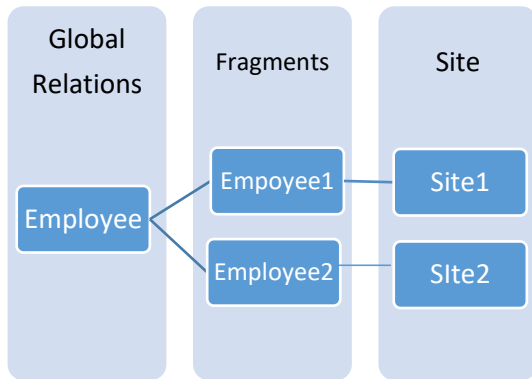 Global
Relations
Fragments
Site
Employee
Empoyee1
Employee2
Site1
SIte2